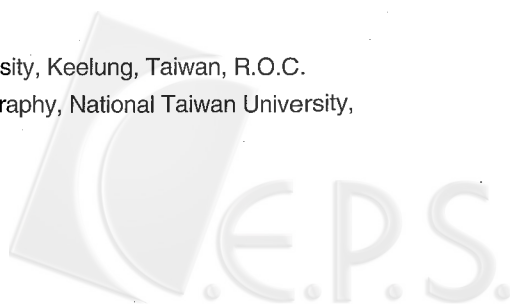 sity, Keelung, Taiwan, R.O.C.
raphy, National Taiwan University,
C.E.P.S.